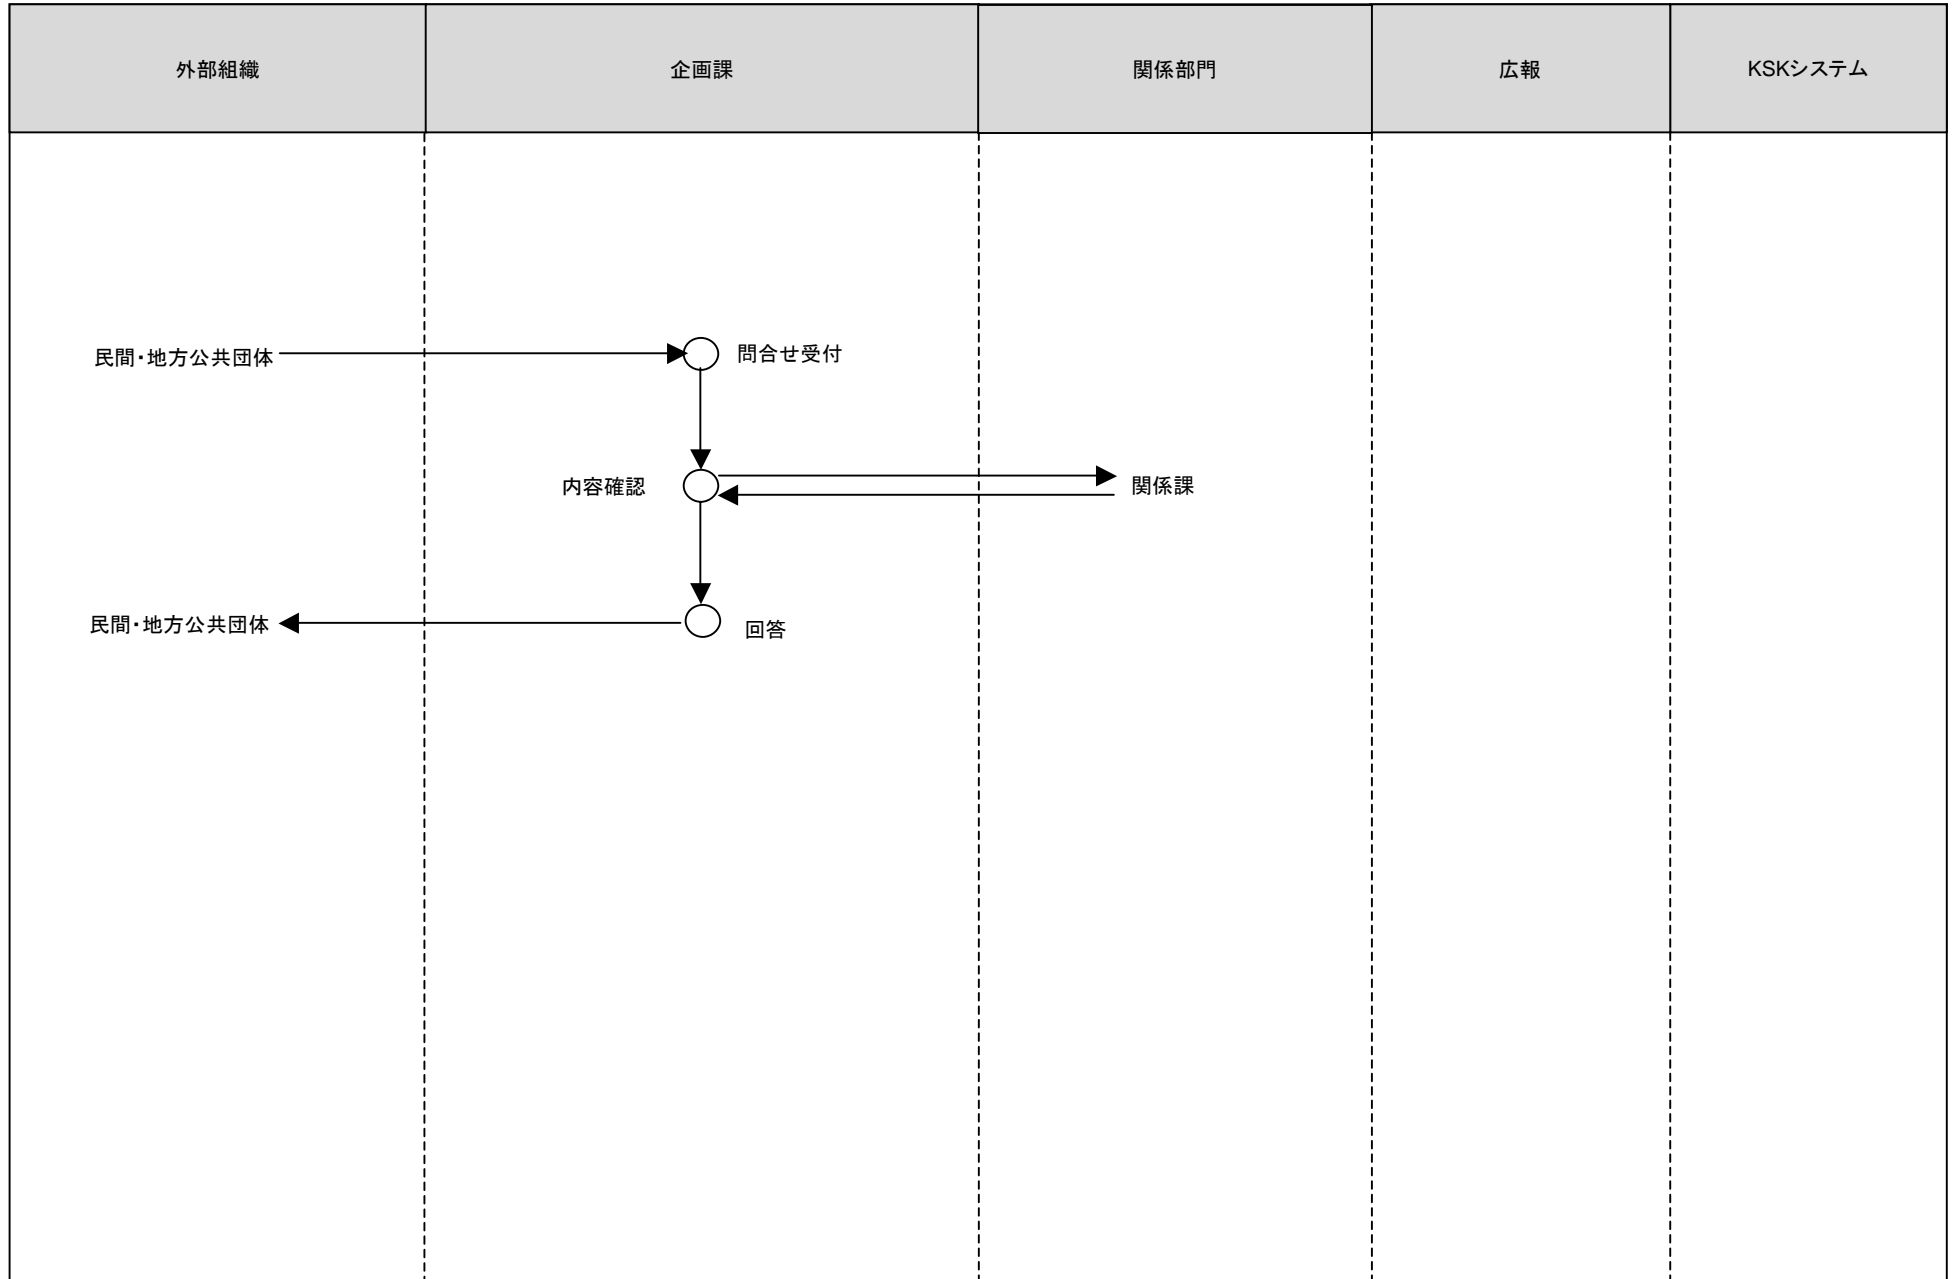 外部組織
企画課
関係部門
広報
KSKシステム
民間・地方公共団体
問合せ受付
内容確認
関係課
民間・地方公共団体
回答